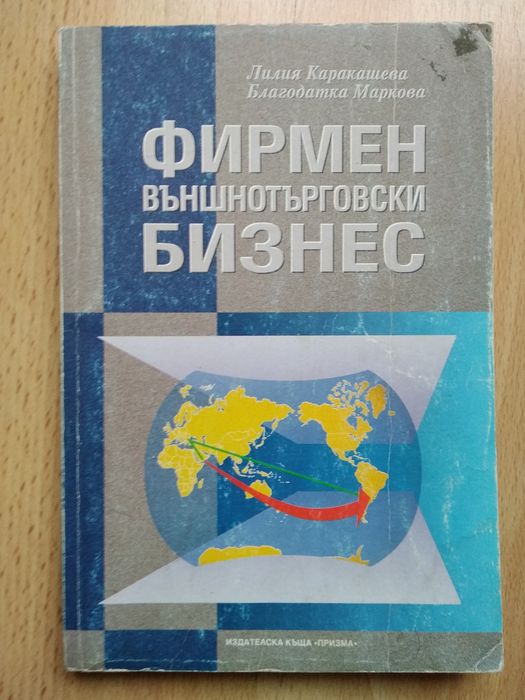 Лилия Каракашева
Благодатка Маркова
ФИРМЕН
ВЪНШНОТЪРГОВСКИ
БИЗНЕС
ИЗДАТЕЛСКА КЪЩА «ПРИЗМА»